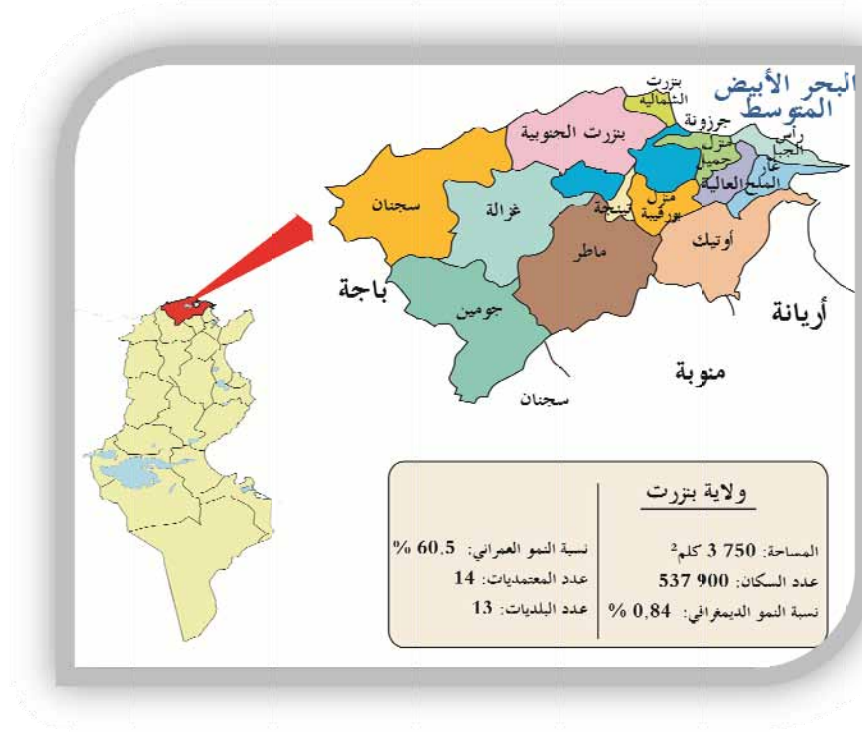 البحر الأبيض
المتوسط
بنزرت
الشمالية
جرزونة
رأس
الجبل
بنزرت الجنوبية
منزل
جميل
غار
الملح
العالية
سجنان
غزالة
تينجة
منزل
بورقيبة
أوتيك
ماطر
باجة
جومين
أريانة
منوبة
سجنان
ولاية بنزرت
المساحة: 750 3 كلم²
عدد السكان: 900 537
نسبة النمو الديمغرافي: 0,84 %
نسبة النمو العمراني: 60.5 %
عدد المعتمديات: 14
عدد البلديات: 13